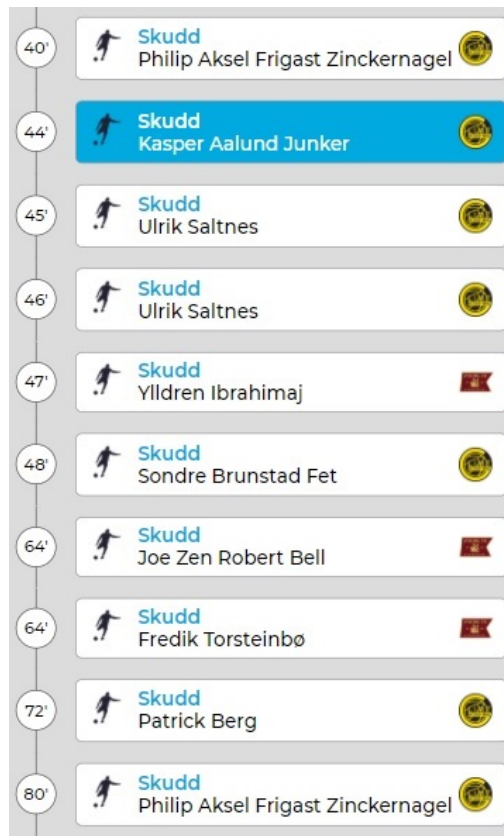 40'
Skudd
Philip Aksel Frigast Zinckernagel
44'
Skudd
Kasper Aalund Junker
45'
Skudd
Ulrik Saltnes
46'
Skudd
Ulrik Saltnes
47'
Skudd
Ylldren Ibrahimaj
48'
Skudd
Sondre Brunstad Fet
64'
Skudd
Joe Zen Robert Bell
64'
Skudd
Fredik Torsteinbø
72'
Skudd
Patrick Berg
80'
Skudd
Philip Aksel Frigast Zinckernagel